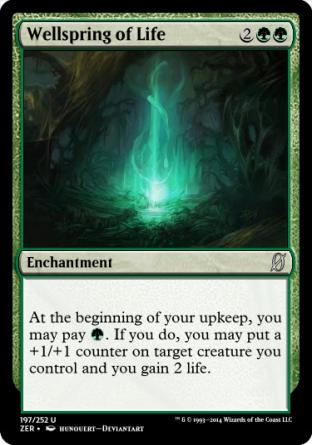 Wellspring of Life 2
Enchantment
At the beginning of your upkeep, you
may pay . If you do, you may put a
+1/+1 counter on target creature you
control and you gain 2 life.
197/252 U
ZER • HUNQUERT—DEVIANTART
™ & © 1993–2014 Wizards of the Coast LLC